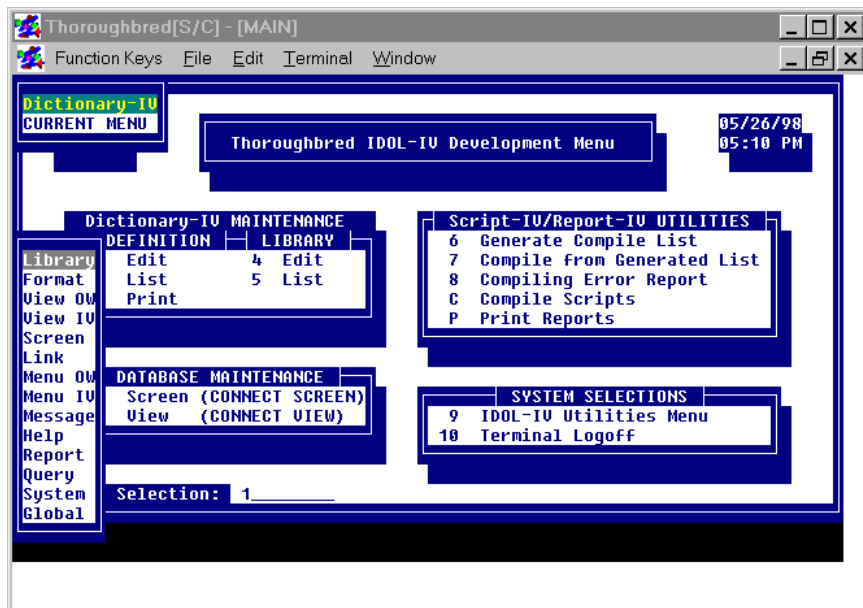 Thoroughbred[S/C] - [MAIN]
Function Keys File Edit Terminal Window
Dictionary-IV
CURRENT MENU
Thoroughbred IDOL-IV Development Menu
05/26/98
05:10 PM
Dictionary-IV MAINTENANCE
DEFINITION LIBRARY
Edit 4 Edit
List 5 List
Print
Script-IV/Report-IV UTILITIES
6 Generate Compile List
7 Compile from Generated List
8 Compiling Error Report
C Compile Scripts
P Print Reports
Library
Format
View OW
View IV
Screen
Link
Menu OW
Menu IV
Message
Help
Report
Query
System
Global
DATABASE MAINTENANCE
Screen (CONNECT SCREEN)
View (CONNECT VIEW)
SYSTEM SELECTIONS
9 IDOL-IV Utilities Menu
10 Terminal Logoff
Selection: 1